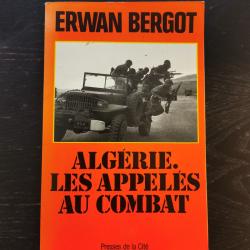 ERWAN BERGOT
ALGÉRIE.
LES APPELÉS
AU COMBAT
Presses de la Cité